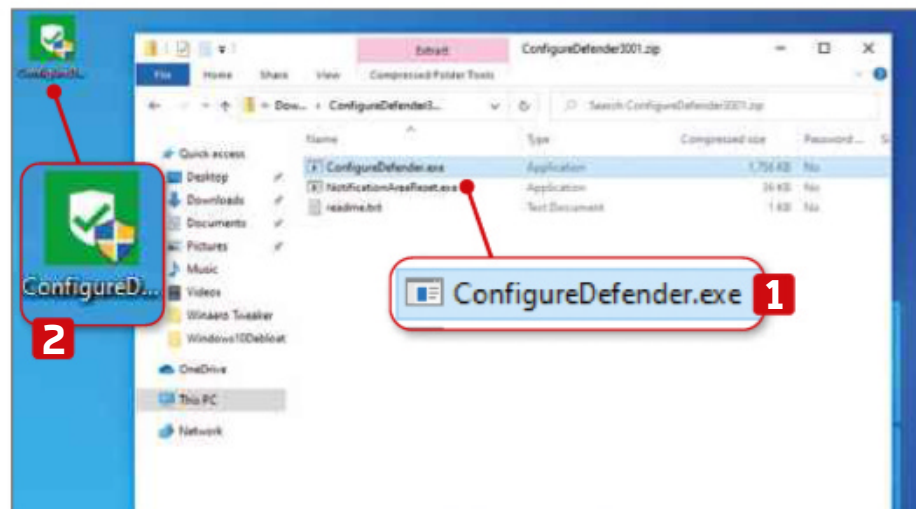 Extract
ConfigureDefender3001.zip
File Home Share View Compressed Folder Tools
Dow... ConfigureDefender3... Search ConfigureDefender3001.zip
Name Type Compressed size Password ...
Quick access
ConfigureDefender.exe Application 1,756 KB No
Desktop
NotificationAreaReset.exe Application 36 KB No
Downloads
readme.txt Text Document 1 KB No
Documents
Pictures
Music
Videos
Winaero Tweaker
Windows10Debloat
OneDrive
This PC
Network
ConfigureD...
2
ConfigureDefender.exe 1